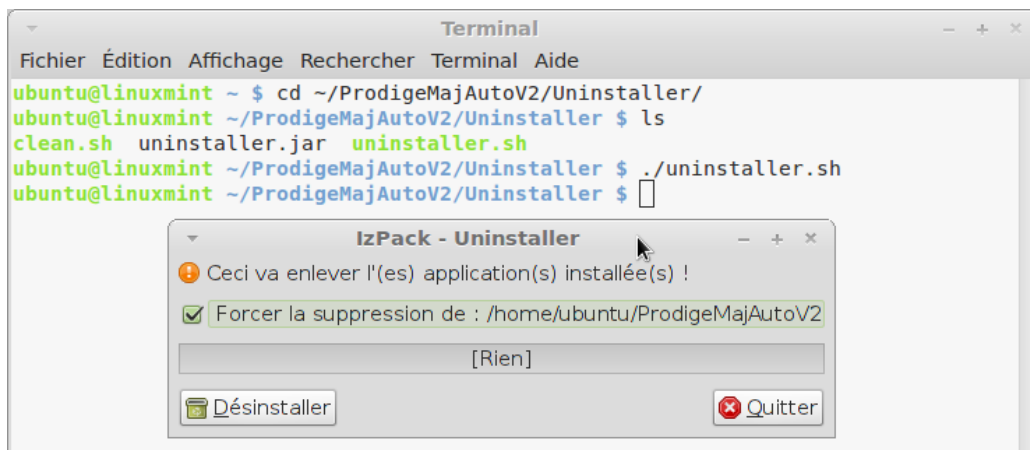 Terminal
Fichier Édition Affichage Rechercher Terminal Aide
ubuntu@linuxmint ~ $ cd ~/ProdigeMajAutoV2/Uninstaller/
ubuntu@linuxmint ~/ProdigeMajAutoV2/Uninstaller $ ls
clean.sh uninstaller.jar uninstaller.sh
ubuntu@linuxmint ~/ProdigeMajAutoV2/Uninstaller $ ./uninstaller.sh
ubuntu@linuxmint ~/ProdigeMajAutoV2/Uninstaller $
IzPack - Uninstaller
Ceci va enlever l'(es) application(s) installée(s) !
Forcer la suppression de : /home/ubuntu/ProdigeMajAutoV2
[Rien]
Désinstaller
Quitter